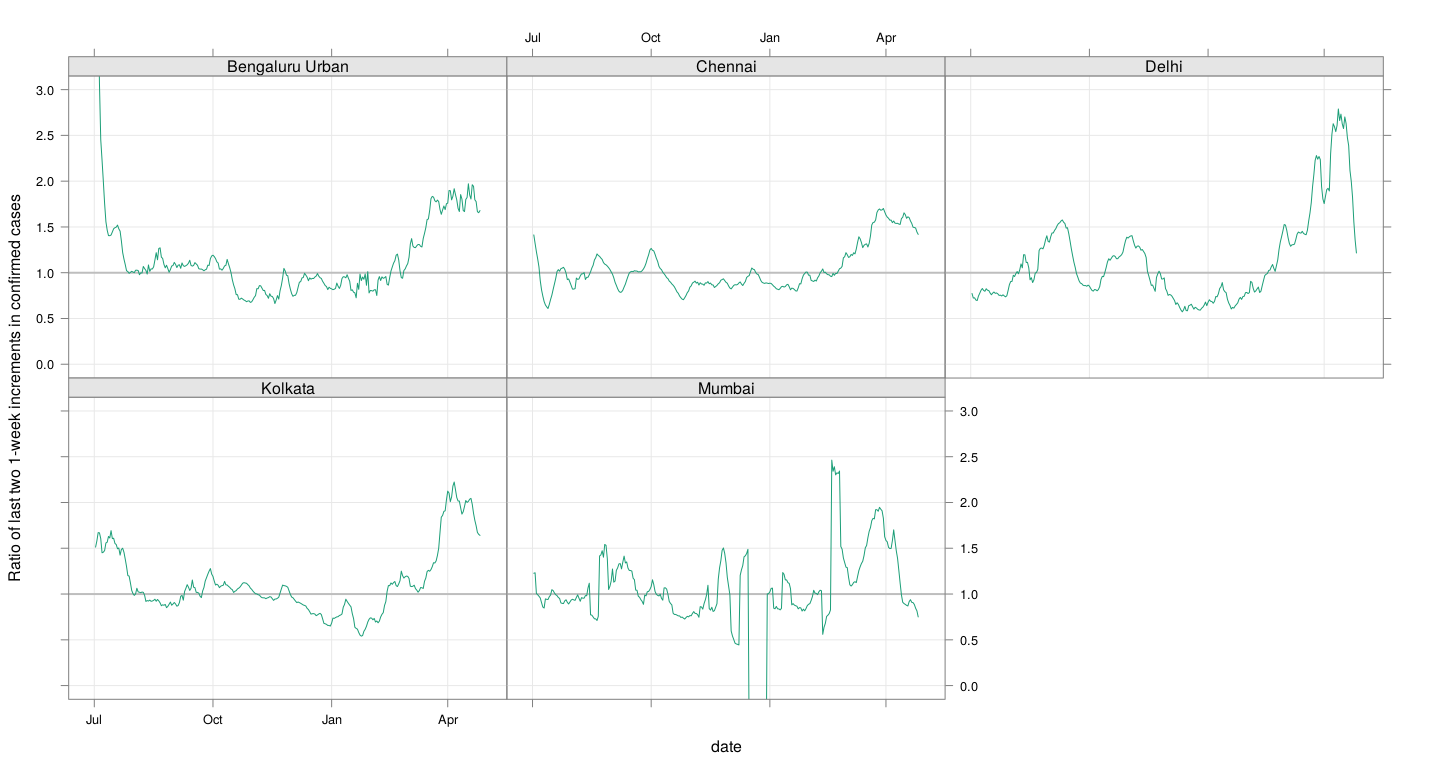 Jul Oct Jan Apr
Bengaluru Urban Chennai Delhi
3.0
2.5
2.0
1.5
1.0
0.5
0.0
Ratio of last two 1-week increments in confirmed cases
Kolkata Mumbai
3.0
2.5
2.0
1.5
1.0
0.5
0.0
Jul Oct Jan Apr
date